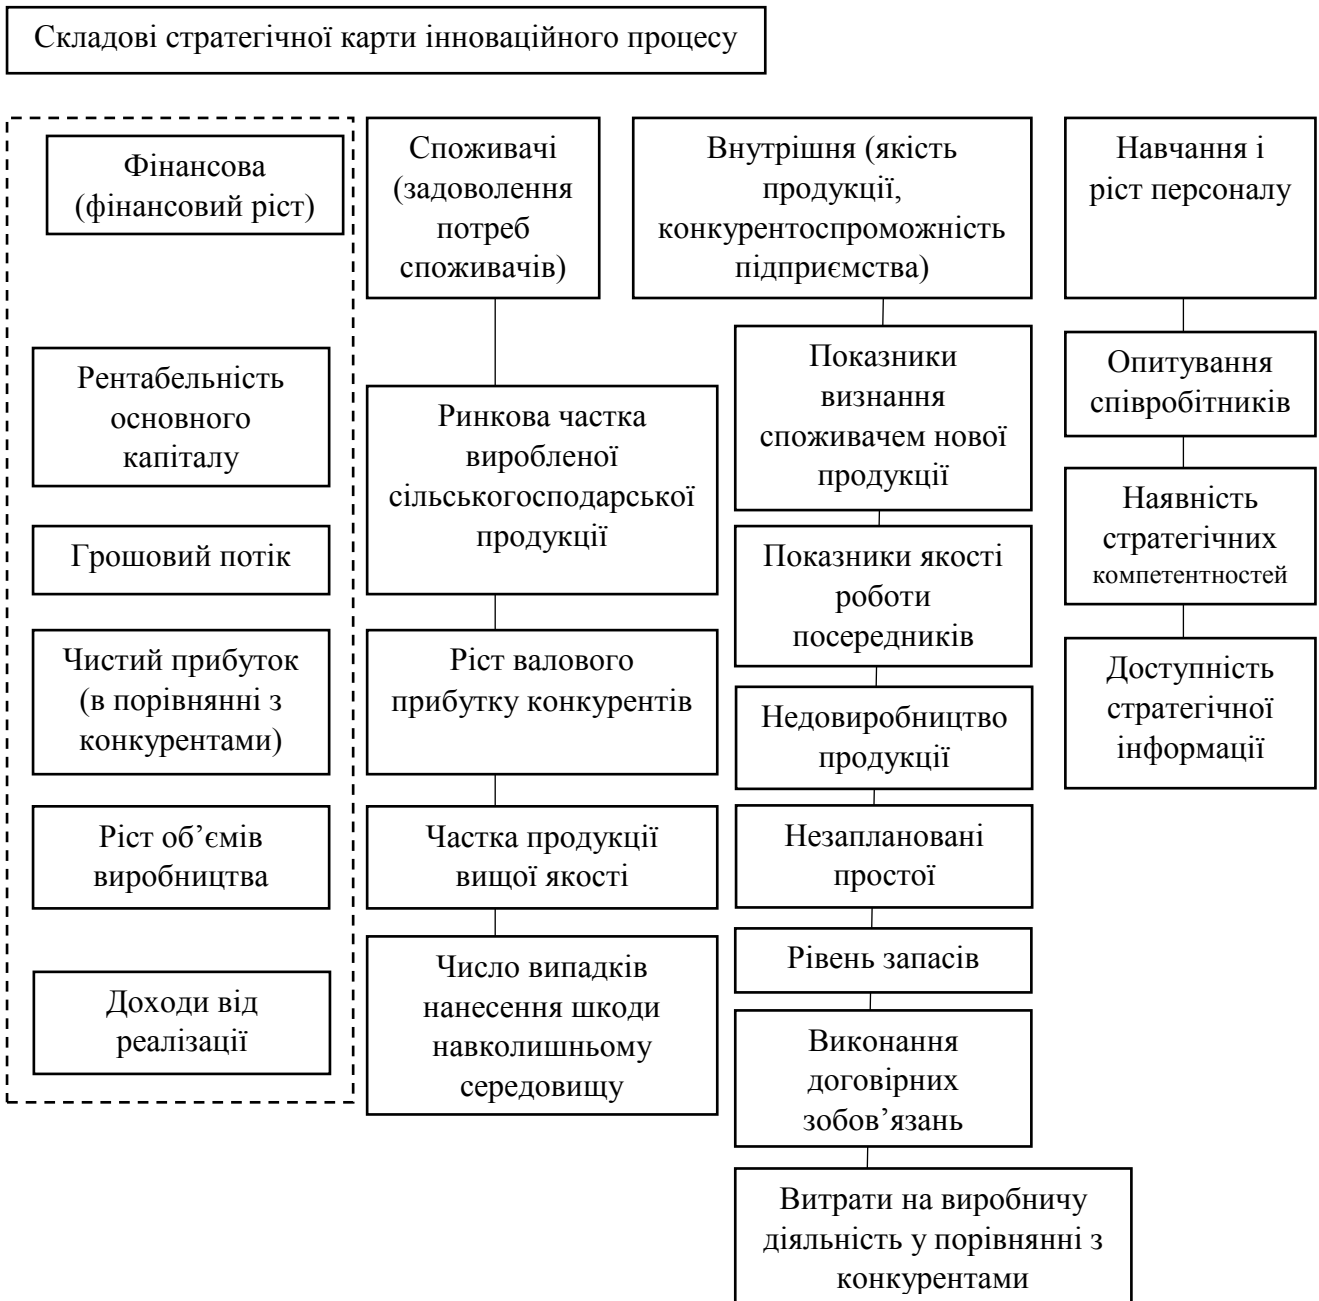 Складові стратегічної карти інноваційного процесу
Фінансова
(фінансовий ріст)
Рентабельність
основного
капіталу
Грошовий потік
Чистий прибуток
(в порівнянні з
конкурентами)
Ріст об’ємів
виробництва
Доходи від
реалізації
Споживачі
(задоволення
потреб
споживачів)
Ринкова частка
виробленої
сільськогосподарської
продукції
Ріст валового
прибутку конкурентів
Частка продукції
вищої якості
Число випадків
нанесення шкоди
навколишньому
середовищу
Внутрішня (якість
продукції,
конкурентоспроможність
підприємства)
Показники
визнання
споживачем нової
продукції
Показники якості
роботи
посередників
Недовиробництво
продукції
Незаплановані
простої
Рівень запасів
Виконання
договірних
зобов’язань
Витрати на виробничу
діяльність у порівнянні з
конкурентами
Навчання і
ріст персоналу
Опитування
співробітників
Наявність
стратегічних
компетентностей
Доступність
стратегічної
інформації